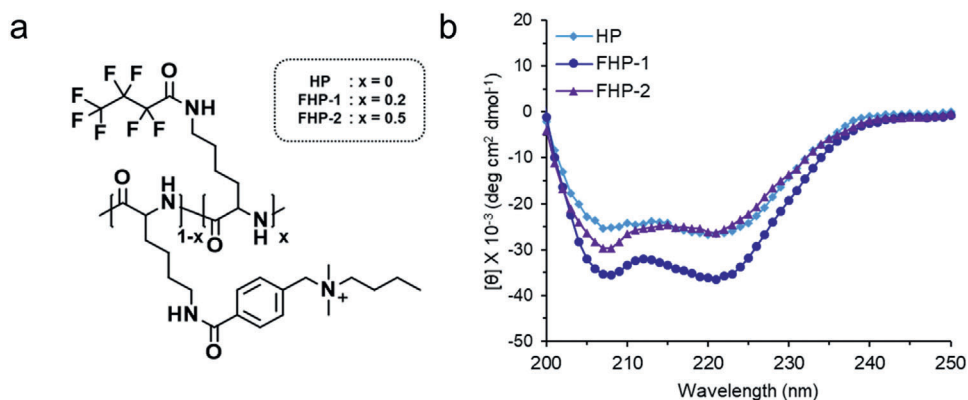 a
b
F
F
F
F
F
F
F
O
NH
HP : x = 0
FHP-1 : x = 0.2
FHP-2 : x = 0.5
O
H
N
1-x
O
N
H
x
HN
O
N
+
HP
FHP-1
FHP-2
[θ] X 10⁻³ (deg cm² dmol⁻¹)
20
10
0
-10
-20
-30
-40
-50
200
210
220
230
240
250
Wavelength (nm)